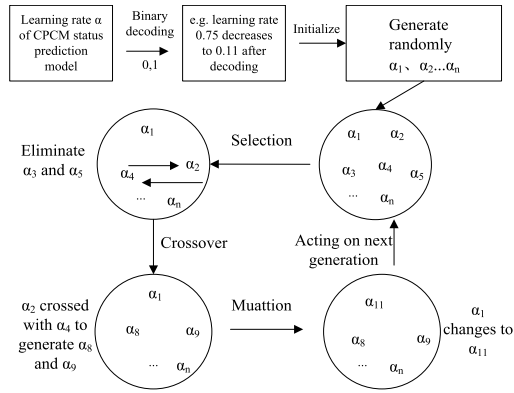 Learning rate α
of CPCM status
prediction
model
Binary
decoding
0,1
e.g. learning rate
0.75 decreases
to 0.11 after
decoding
Initialize
Generate
randomly
α1、α2...αn
α1
α2
α3
α4
α5
...
αn
Selection
Eliminate
α3 and α5
α1
α4
α2
...
αn
Crossover
α2 crossed
with α4 to
generate α8
and α9
α1
α8
α9
...
αn
Muattion
α11
α8
α9
...
αn
α1
changes to
α11
Acting on next
generation